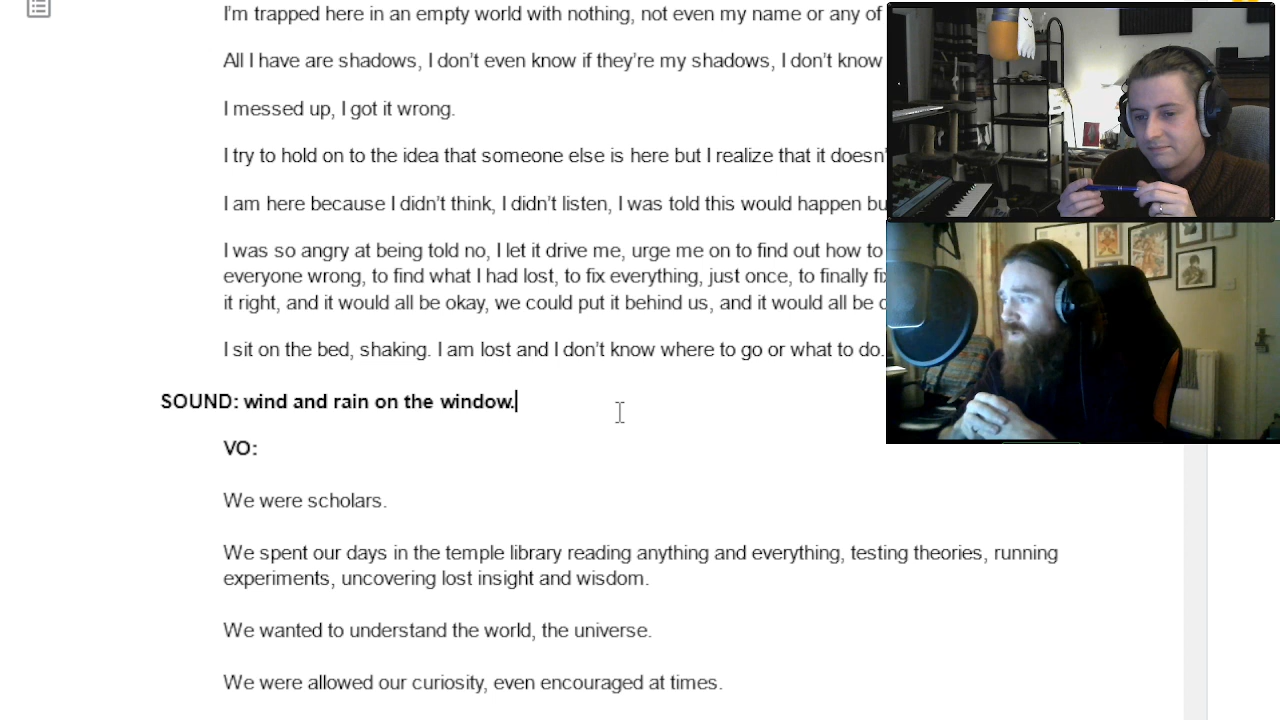 I'm trapped here in an empty world with nothing, not even my name or any of
All I have are shadows, I don't even know if they're my shadows, I don't know
I messed up, I got it wrong.
I try to hold on to the idea that someone else is here but I realize that it doesn'
I am here because I didn't think, I didn't listen, I was told this would happen bu
I was so angry at being told no, I let it drive me, urge me on to find out how to
everyone wrong, to find what I had lost, to fix everything, just once, to finally fix
it right, and it would all be okay, we could put it behind us, and it would all be
I sit on the bed, shaking. I am lost and I don't know where to go or what to do.
SOUND: wind and rain on the window.
VO:
We were scholars.
We spent our days in the temple library reading anything and everything, testing theories, running
experiments, uncovering lost insight and wisdom.
We wanted to understand the world, the universe.
We were allowed our curiosity, even encouraged at times.